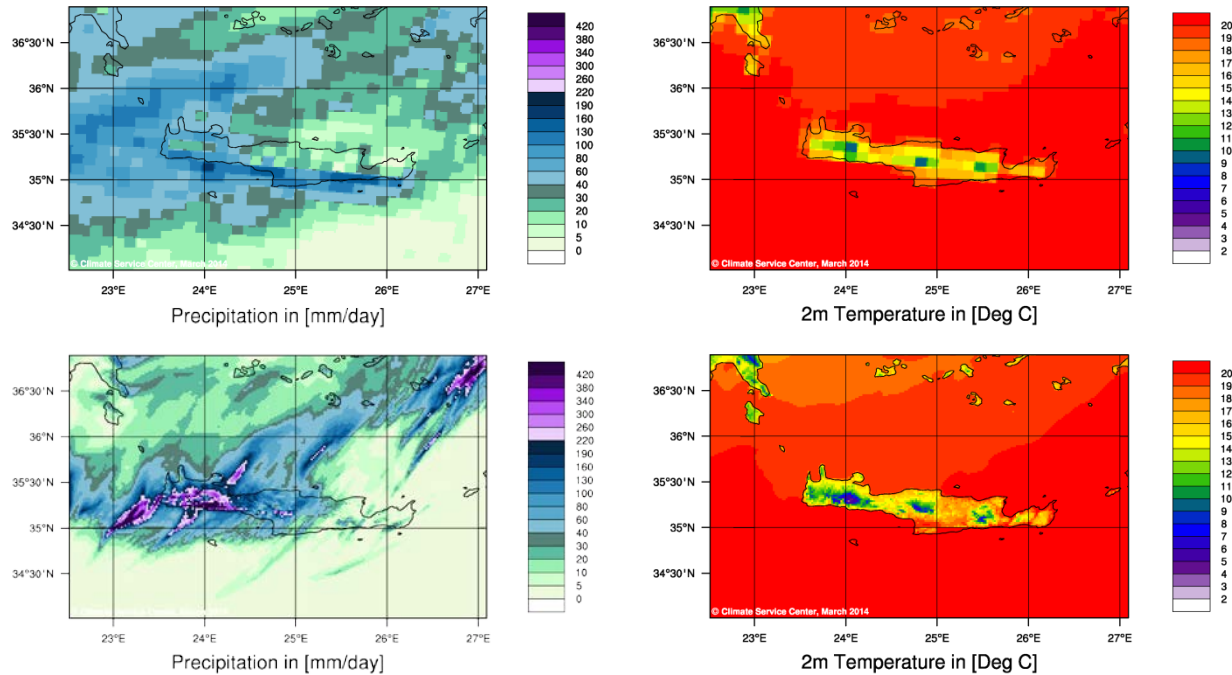 36°30'N
36°N
35°30'N
35°N
34°30'N
© Climate Service Center, March 2014
23°E 24°E 25°E 26°E 27°E
Precipitation in [mm/day]
420
380
340
300
260
220
190
160
130
100
80
60
40
30
20
10
5
0
36°30'N
36°N
35°30'N
35°N
34°30'N
© Climate Service Center, March 2014
23°E 24°E 25°E 26°E 27°E
2m Temperature in [Deg C]
20
19
18
17
16
15
14
13
12
11
10
9
8
7
6
5
4
3
2
36°30'N
36°N
35°30'N
35°N
34°30'N
© Climate Service Center, March
23°E 24°E 25°E 26°E 27°E
Precipitation in [mm/day]
420
380
340
300
260
220
190
160
130
100
80
60
40
30
20
10
5
0
36°30'N
36°N
35°30'N
35°N
34°30'N
© Climate Service Center, March 2014
23°E 24°E 25°E 26°E 27°E
2m Temperature in [Deg C]
20
19
18
17
16
15
14
13
12
11
10
9
8
7
6
5
4
3
2